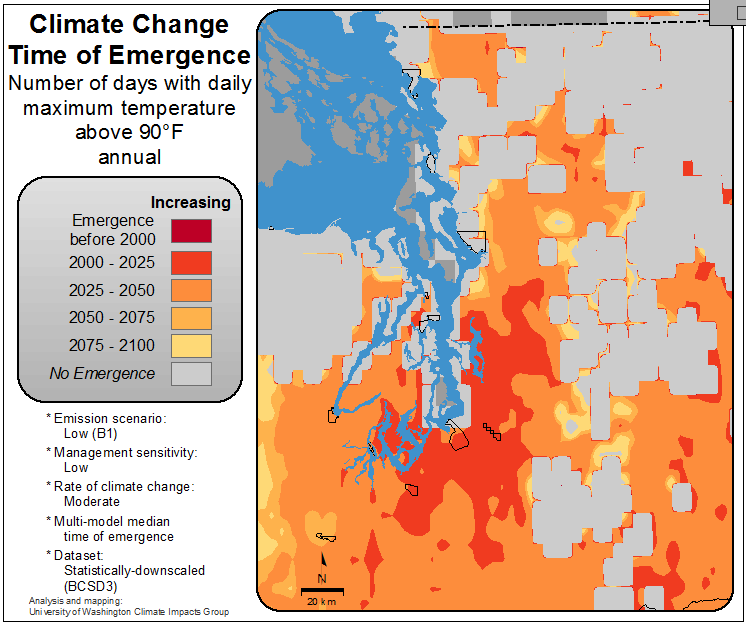 Climate Change
Time of Emergence
Number of days with daily
maximum temperature
above 90°F
annual
Increasing
Emergence
before 2000
2000 - 2025
2025 - 2050
2050 - 2075
2075 - 2100
No Emergence
* Emission scenario:
Low (B1)
* Management sensitivity:
Low
* Rate of climate change:
Moderate
* Multi-model median
time of emergence
* Dataset:
Statistically-downscaled
(BCSD3)
Analysis and mapping:
University of Washington Climate Impacts Group
N
20 km